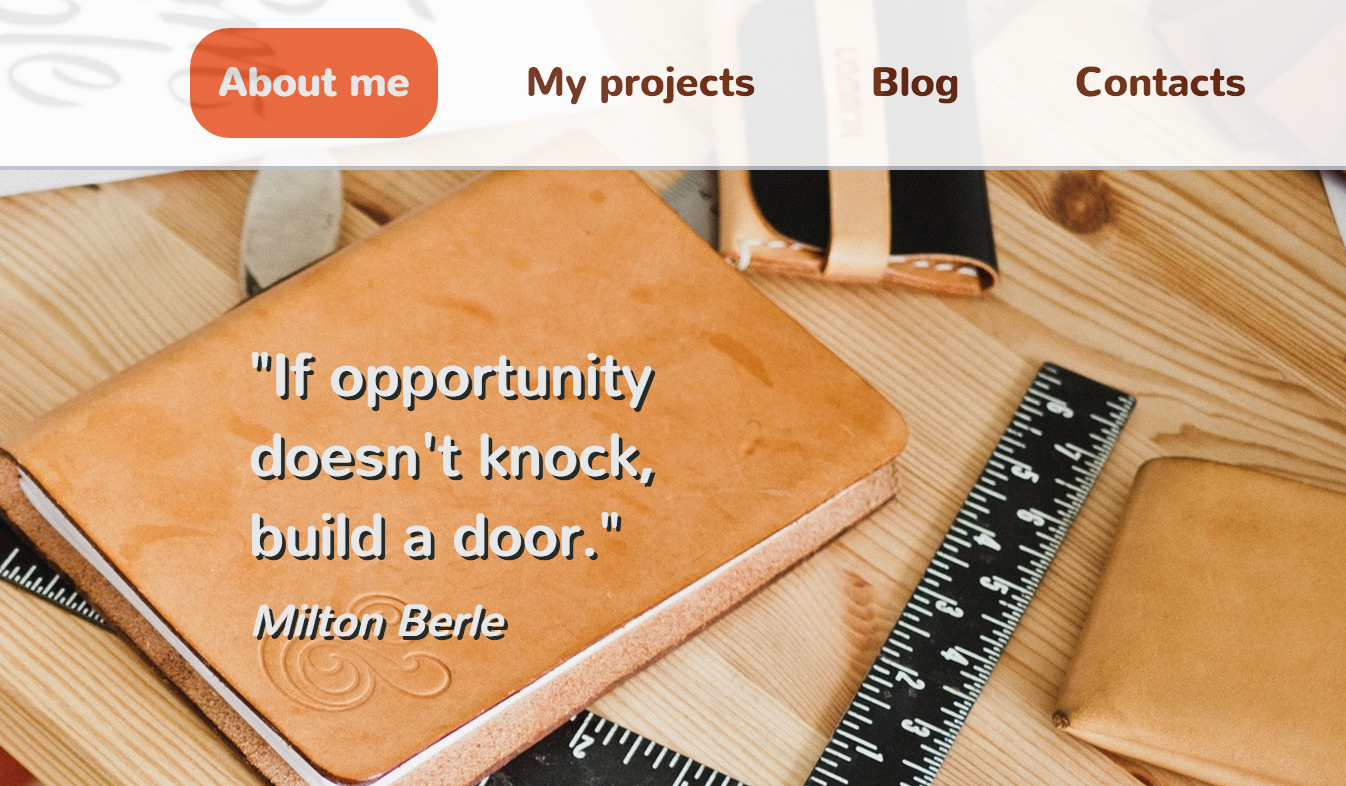 About me
My projects
Blog
Contacts
"If opportunity
doesn't knock,
build a door."
Milton Berle